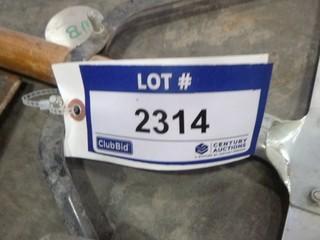 LOT #
2314
ClubBid
CENTURY
AUCTIONS